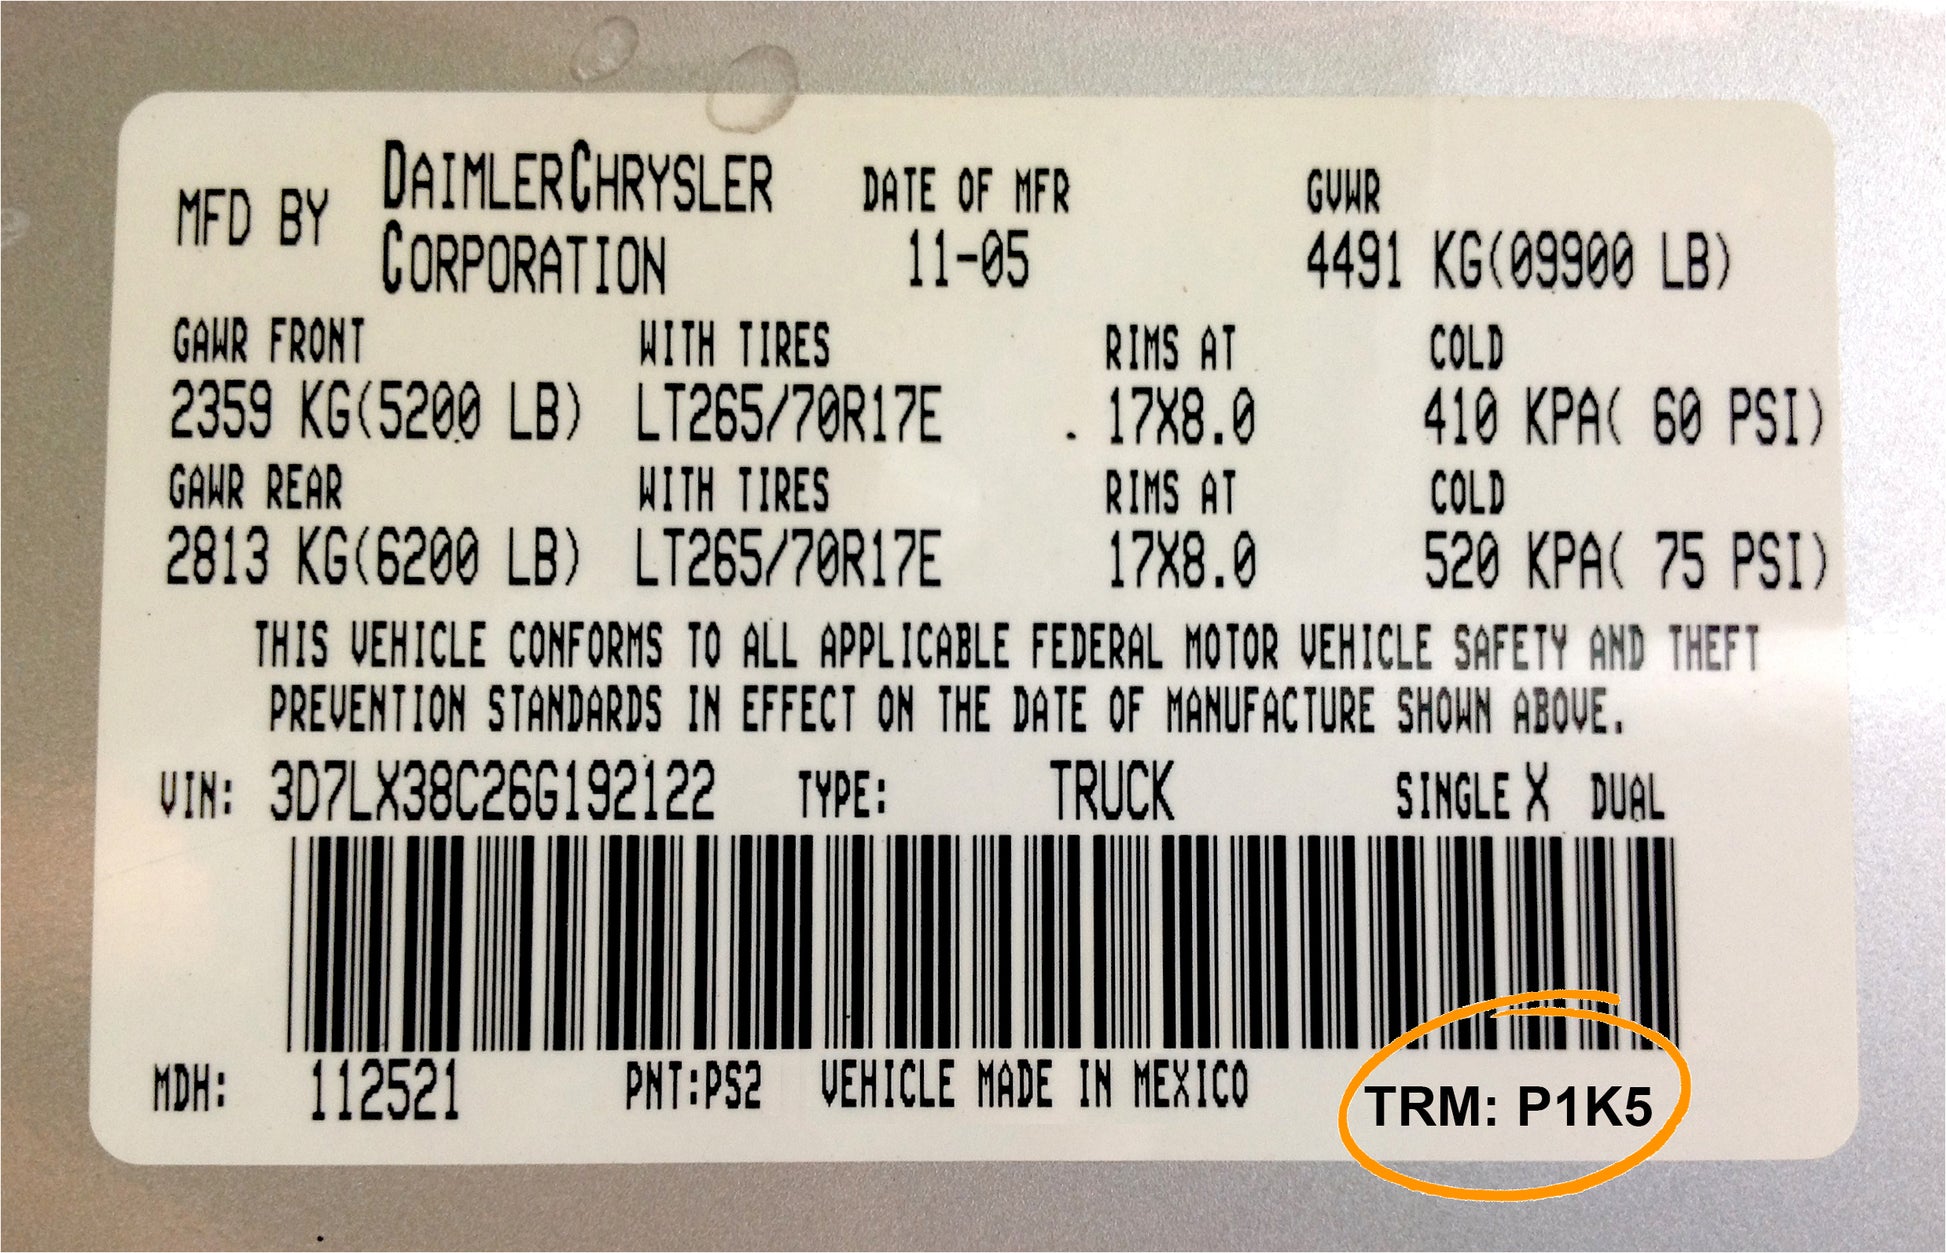 MFD BY DAIMLERCHRYSLER CORPORATION DATE OF MFR 11-05 GVWR 4491 KG(09900 LB)
GAWR FRONT WITH TIRES RIMS AT COLD
2359 KG(5200 LB) LT265/70R17E 17X8.0 410 KPA( 60 PSI)
GAWR REAR WITH TIRES RIMS AT COLD
2813 KG(6200 LB) LT265/70R17E 17X8.0 520 KPA( 75 PSI)
THIS VEHICLE CONFORMS TO ALL APPLICABLE FEDERAL MOTOR VEHICLE SAFETY AND THEFT
PREVENTION STANDARDS IN EFFECT ON THE DATE OF MANUFACTURE SHOWN ABOVE.
VIN: 3D7LX38C26G192122 TYPE: TRUCK SINGLE X DUAL
MDH: 112521 PNT:PS2 VEHICLE MADE IN MEXICO TRM: P1K5